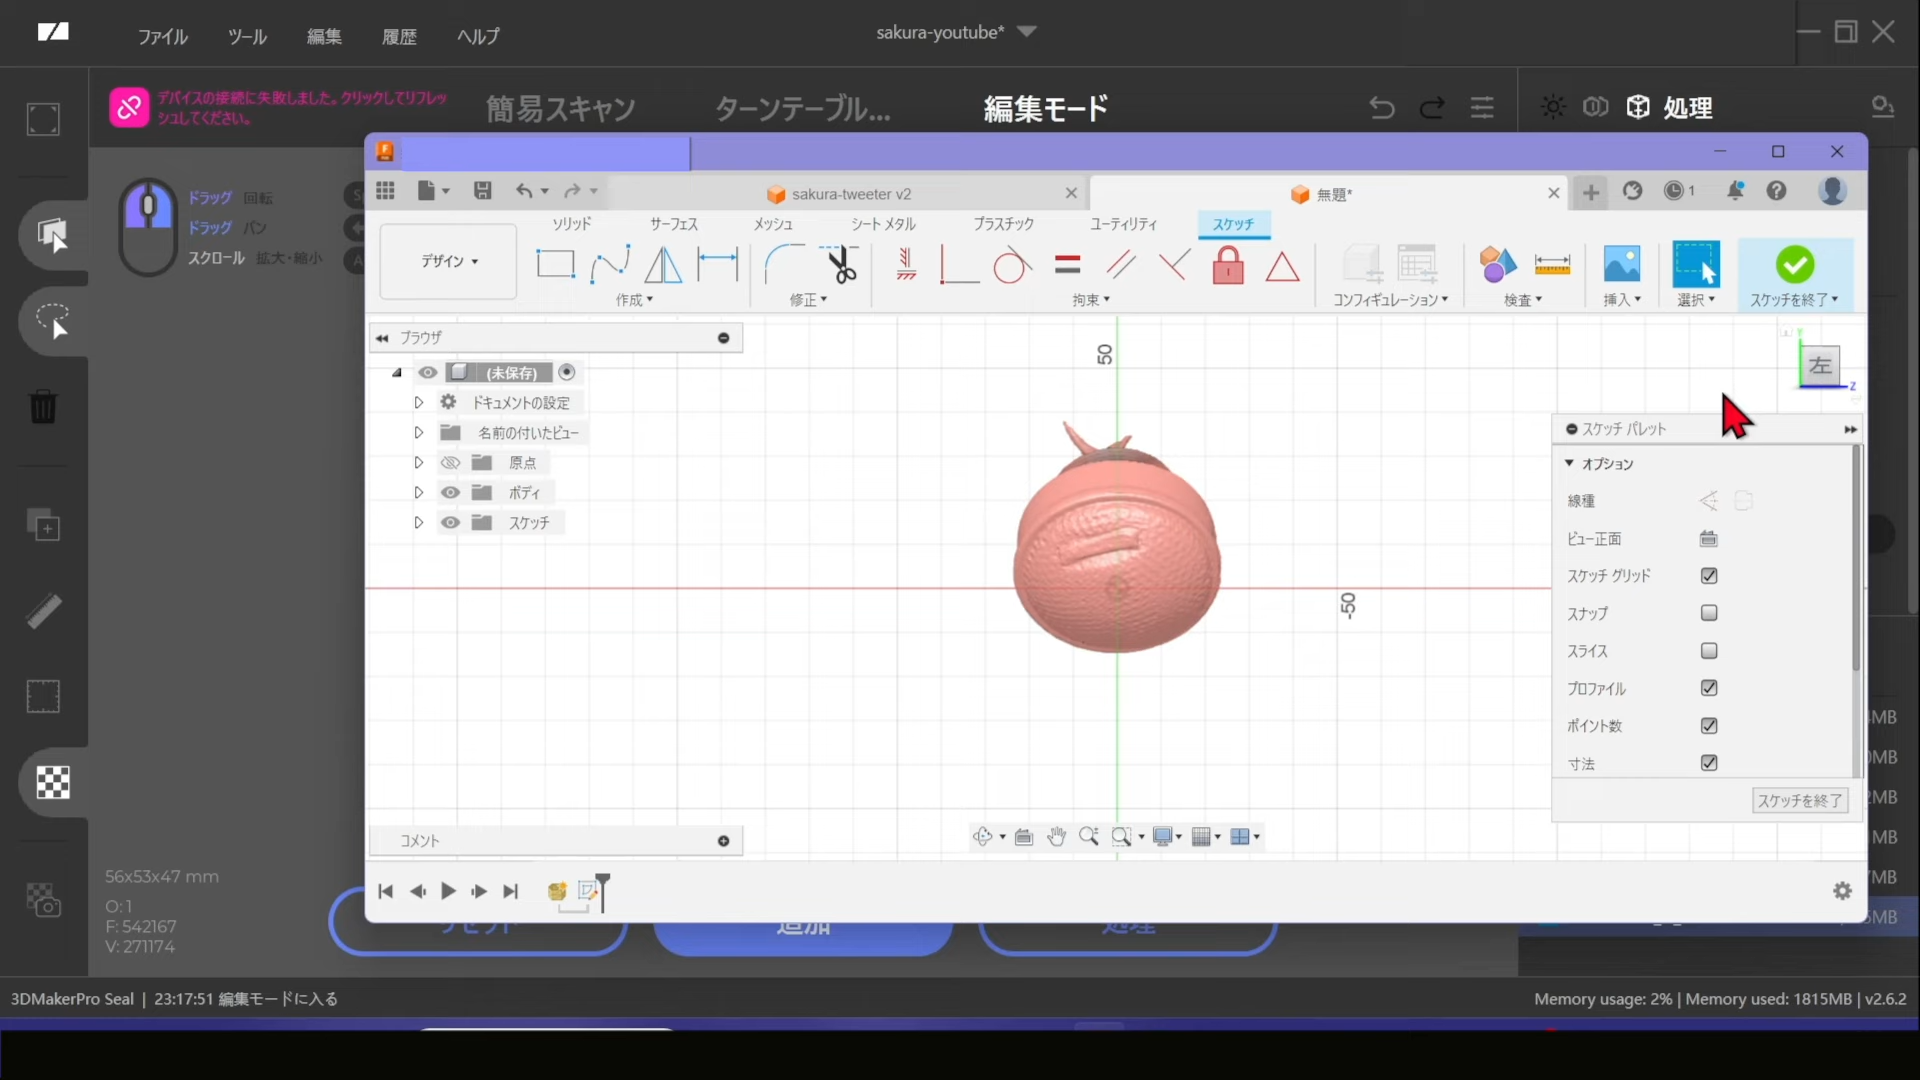 ファイル ツール 編集 履歴 ヘルプ
sakura-youtube*
デバイスの接続に失敗しました。クリックしてリフレッ
シュしてください。
簡易スキャン ターンテーブル... 編集モード
処理
ドラッグ 回転
ドラッグ パン
スクロール 拡大・縮小
sakura-tweeter v2
無題*
1
ソリッド サーフェス メッシュ シート メタル プラスチック ユーティリティ スケッチ
デザイン
作成 修正 拘束 コンフィギュレーション 検査 挿入 選択 スケッチを終了
ブラウザ
(未保存)
ドキュメントの設定
名前の付いたビュー
原点
ボディ
スケッチ
50
-50
左
Y
Z
スケッチ パレット
オプション
線種
ビュー正面
スケッチ グリッド
スナップ
スライス
プロファイル
ポイント数
寸法
スケッチを終了
コメント
MB
MB
MB
MB
MB
MB
56x53x47 mm
O: 1
F: 542167
V: 271174
リセット 追加 処理
3DMakerPro Seal | 23:17:51 編集モードに入る
Memory usage: 2% | Memory used: 1815MB | v2.6.2